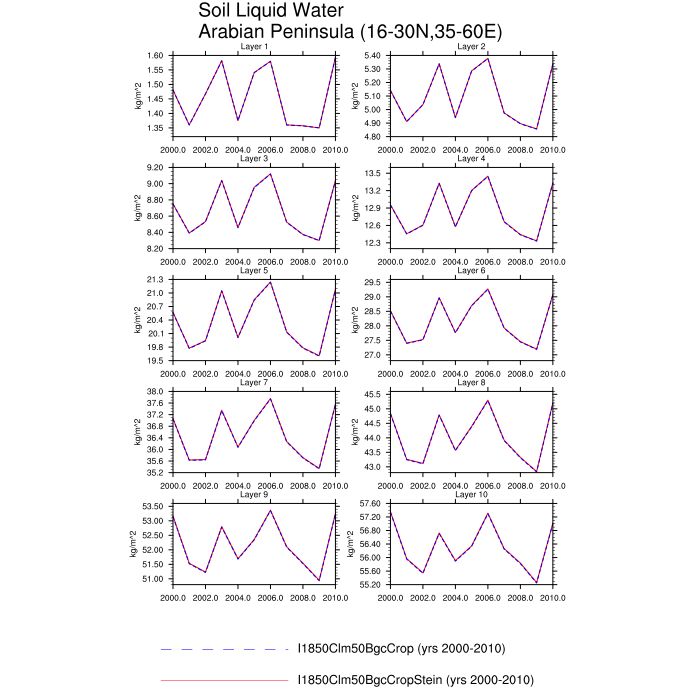 Soil Liquid Water
Arabian Peninsula (16-30N,35-60E)
Layer 1
kg/m^2
1.60
1.55
1.50
1.45
1.40
1.35
2000.0 2002.0 2004.0 2006.0 2008.0 2010.0
Layer 2
kg/m^2
5.40
5.30
5.20
5.10
5.00
4.90
4.80
2000.0 2002.0 2004.0 2006.0 2008.0 2010.0
Layer 3
kg/m^2
9.20
9.00
8.80
8.60
8.40
8.20
2000.0 2002.0 2004.0 2006.0 2008.0 2010.0
Layer 4
kg/m^2
13.5
13.2
12.9
12.6
12.3
2000.0 2002.0 2004.0 2006.0 2008.0 2010.0
Layer 5
kg/m^2
21.3
21.0
20.7
20.4
20.1
19.8
19.5
2000.0 2002.0 2004.0 2006.0 2008.0 2010.0
Layer 6
kg/m^2
29.5
29.0
28.5
28.0
27.5
27.0
2000.0 2002.0 2004.0 2006.0 2008.0 2010.0
Layer 7
kg/m^2
38.0
37.6
37.2
36.8
36.4
36.0
35.6
35.2
2000.0 2002.0 2004.0 2006.0 2008.0 2010.0
Layer 8
kg/m^2
45.5
45.0
44.5
44.0
43.5
43.0
2000.0 2002.0 2004.0 2006.0 2008.0 2010.0
Layer 9
kg/m^2
53.50
53.00
52.50
52.00
51.50
51.00
2000.0 2002.0 2004.0 2006.0 2008.0 2010.0
Layer 10
kg/m^2
57.60
57.20
56.80
56.40
56.00
55.60
55.20
2000.0 2002.0 2004.0 2006.0 2008.0 2010.0
I1850Clm50BgcCrop (yrs 2000-2010)
I1850Clm50BgcCropStein (yrs 2000-2010)